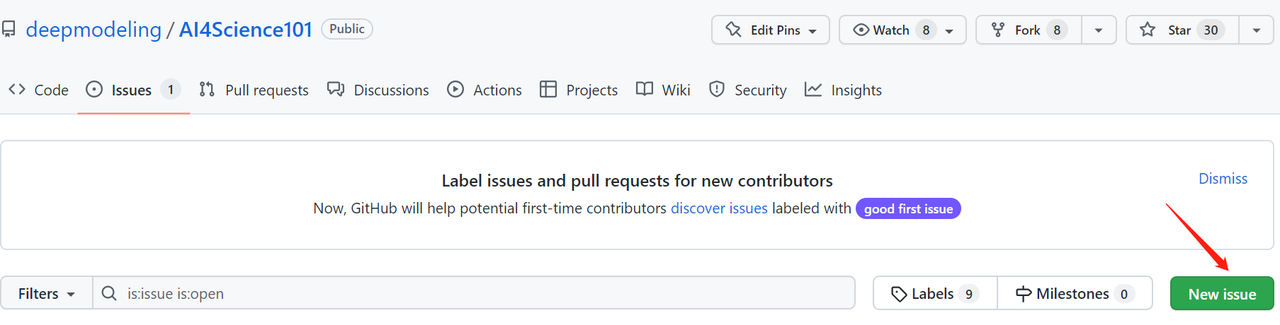 deepmodeling / AI4Science101 Public Edit Pins Watch 8 Fork 8 Star 30
Code Issues 1 Pull requests Discussions Actions Projects Wiki Security Insights
Label issues and pull requests for new contributors
Dismiss
Now, GitHub will help potential first-time contributors discover issues labeled with good first issue
Filters is:issue is:open Labels 9 Milestones 0 New issue